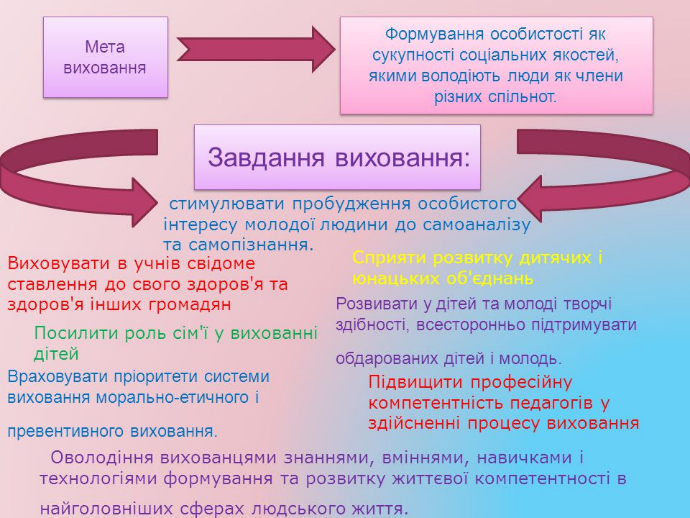 Мета
виховання
Формування особистості як
сукупності соціальних якостей,
якими володіють люди як члени
різних спільнот.
Завдання виховання:
стимулювати пробудження особистого
інтересу молодої людини до самоаналізу
та самопізнання.
Виховувати в учнів свідоме
ставлення до свого здоров'я та
здоров'я інших громадян
Сприяти розвитку дитячих і
юнацьких об'єднань
Розвивати у дітей та молоді творчі
здібності, всесторонньо підтримувати
обдарованих дітей і молодь.
Посилити роль сім'ї у вихованні
дітей
Враховувати пріоритети системи
виховання морально-етичного і
превентивного виховання.
Підвищити професійну
компетентність педагогів у
здійсненні процесу виховання
Оволодіння вихованцями знаннями, вміннями, навичками і
технологіями формування та розвитку життєвої компетентності в
найголовніших сферах людського життя.